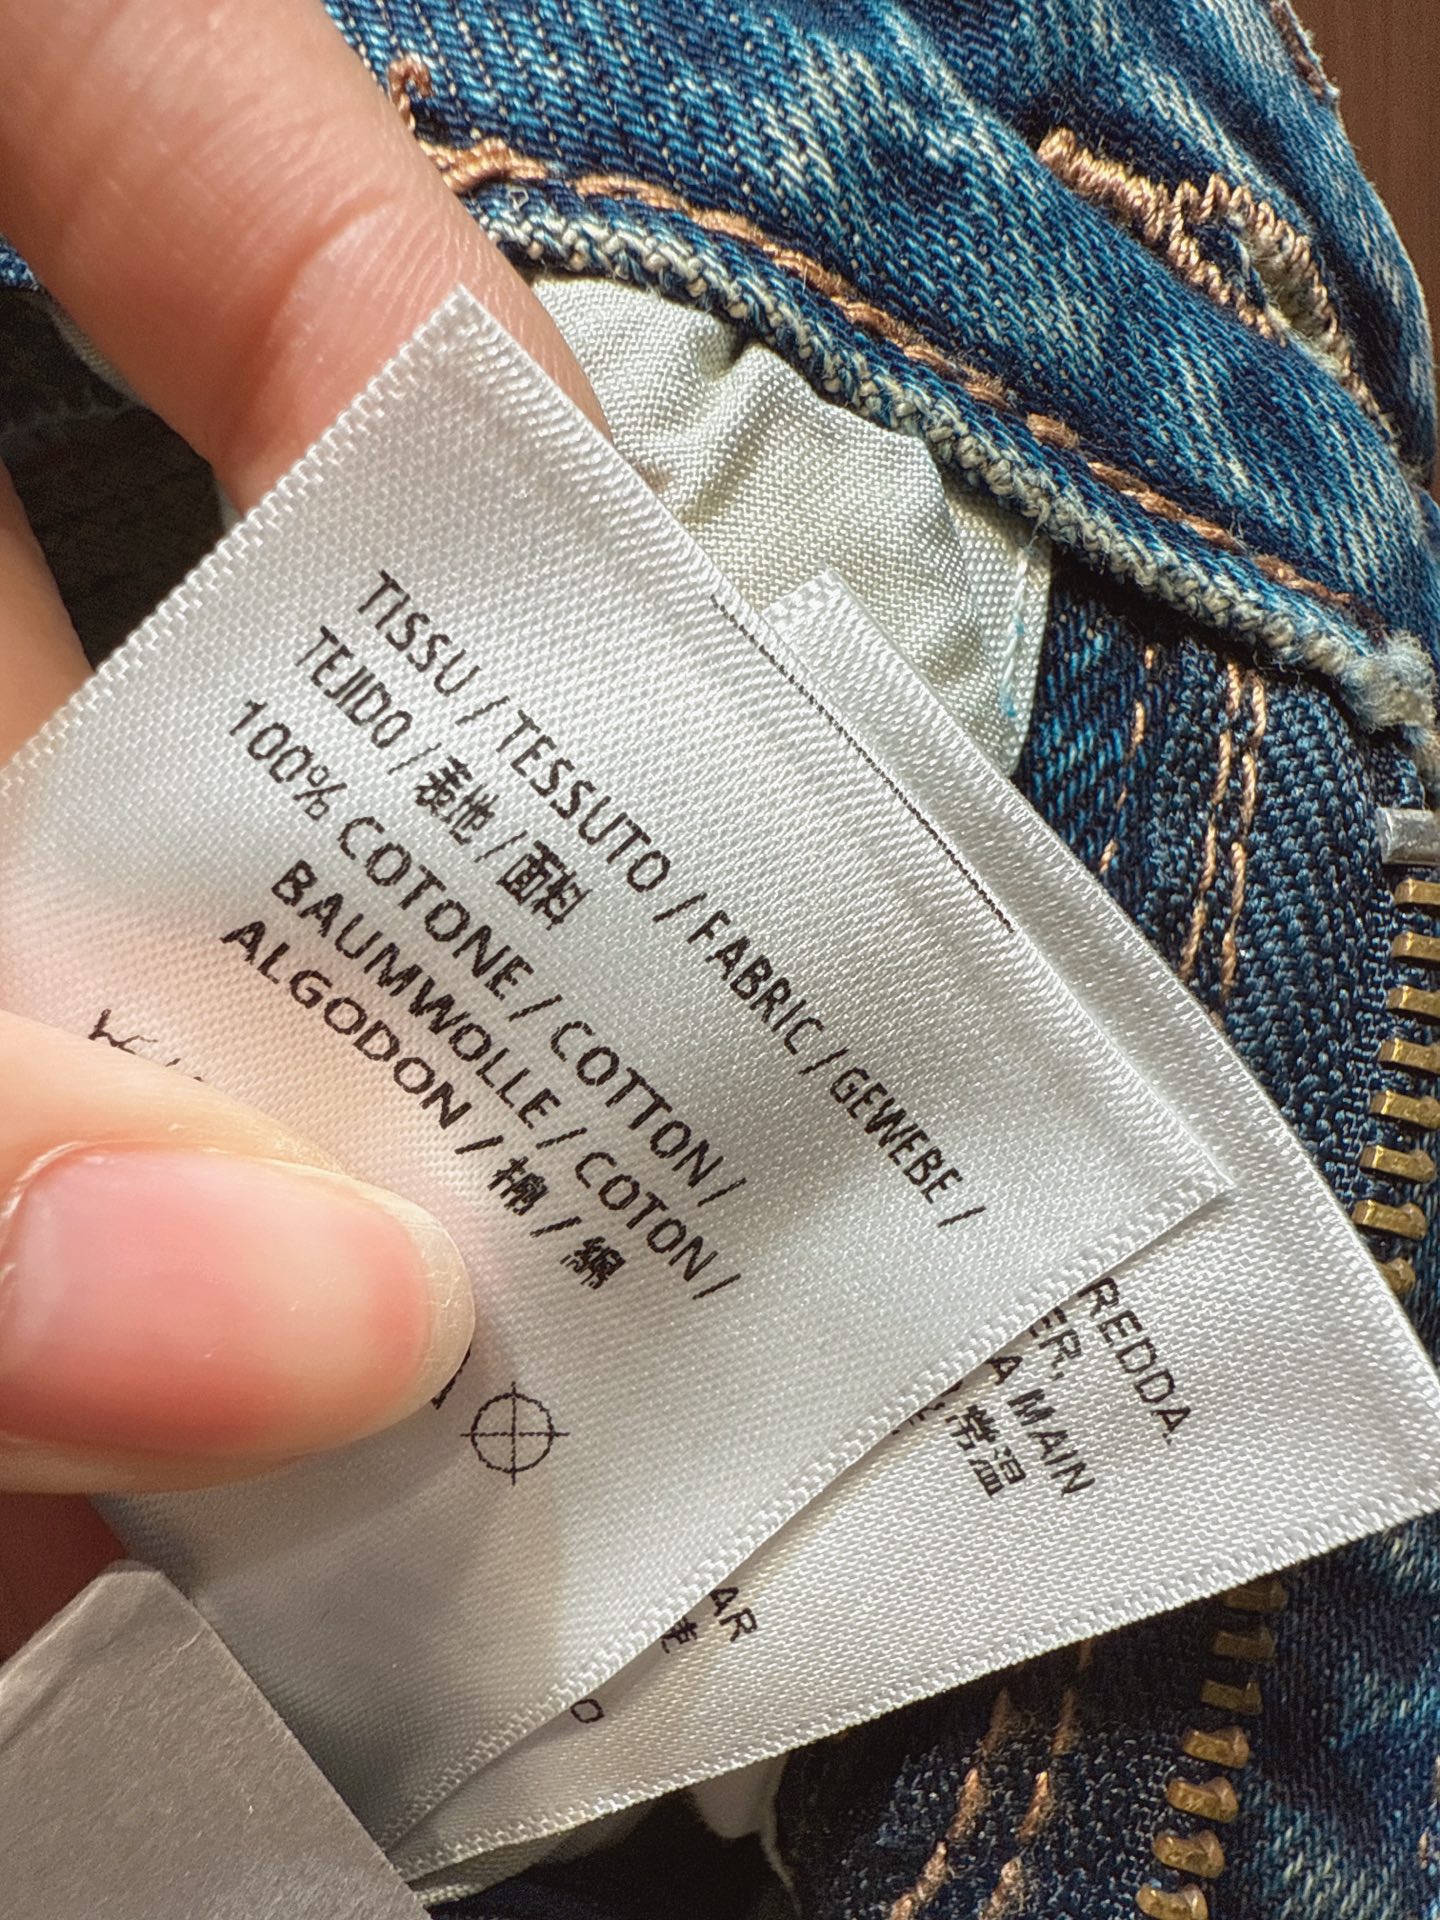 TISSU / TESSUTO / FABRIC / GEWEBE /
TEJIDO / 表地 / 面料
100% COTONE / COTTON /
BAUMWOLLE / COTON /
ALGODON / 棉 / 綿
REDDA.
A MAIN
常温
AR